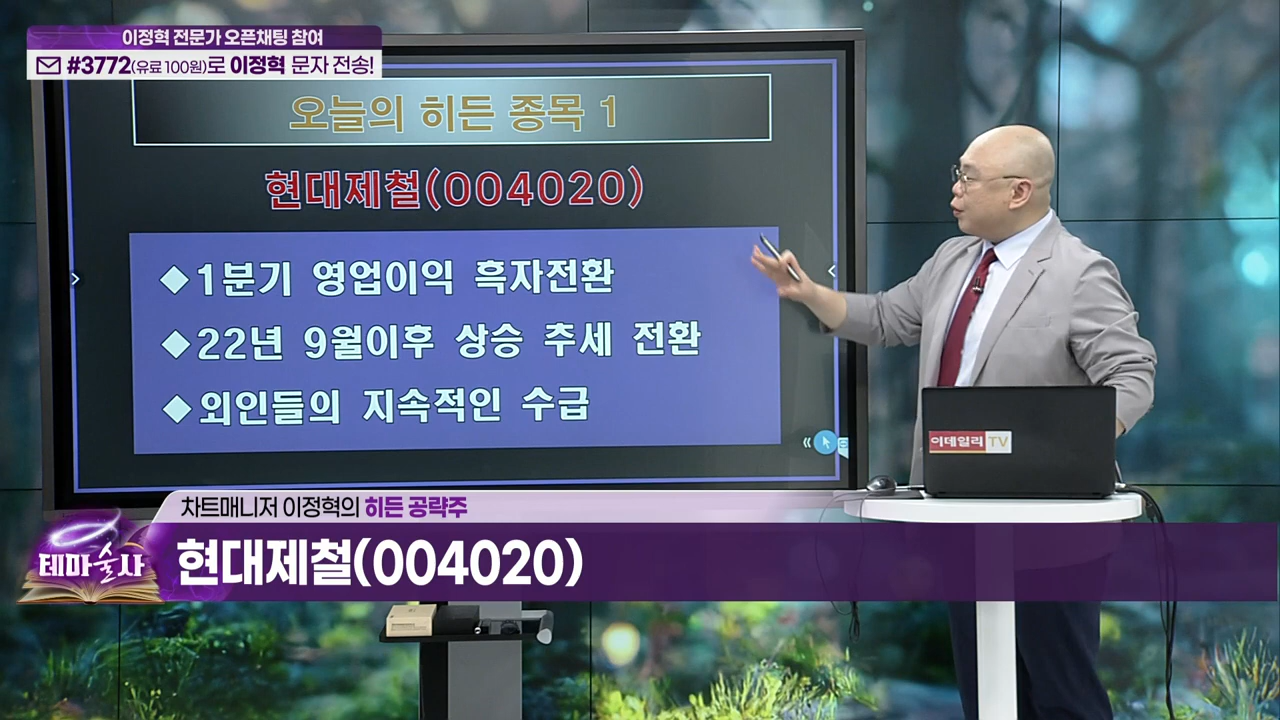 이정혁 전문가 오픈채팅 참여
#3772(유료 100원)로 이정혁 문자 전송!
오늘의 히든 종목 1
현대제철(004020)
◆1분기 영업이익 흑자전환
◆22년 9월이후 상승 추세 전환
◆외인들의 지속적인 수급
이데일리 TV
차트매니저 이정혁의 히든 공략주
테마술사
현대제철(004020)